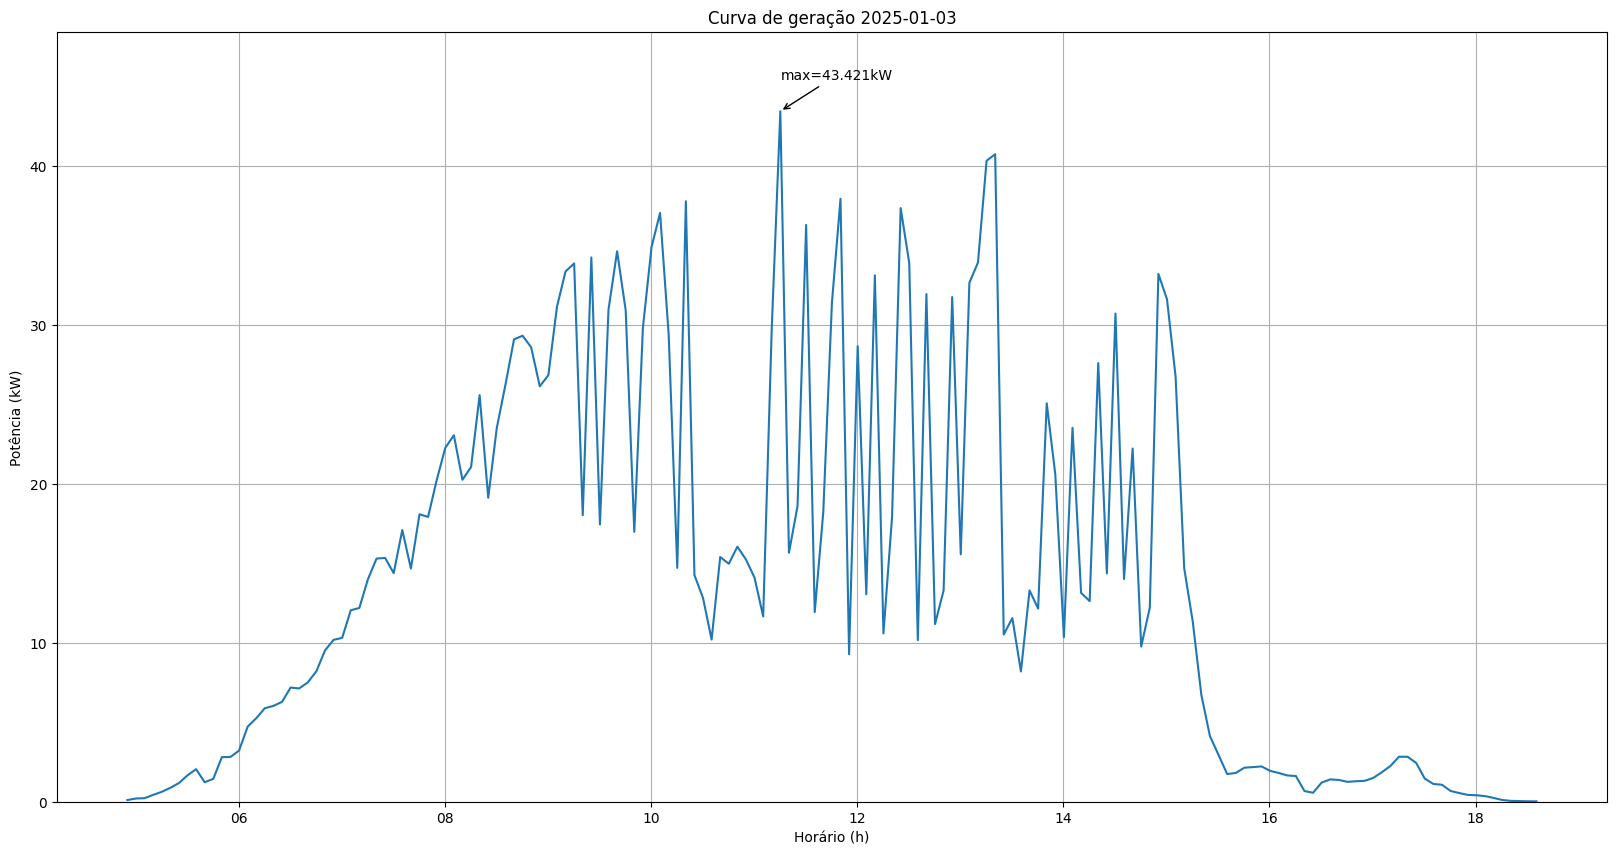 Curva de geração 2025-01-03
max=43.421kW
Potência (kW)
40
30
20
10
0
06 08 10 12 14 16 18
Horário (h)